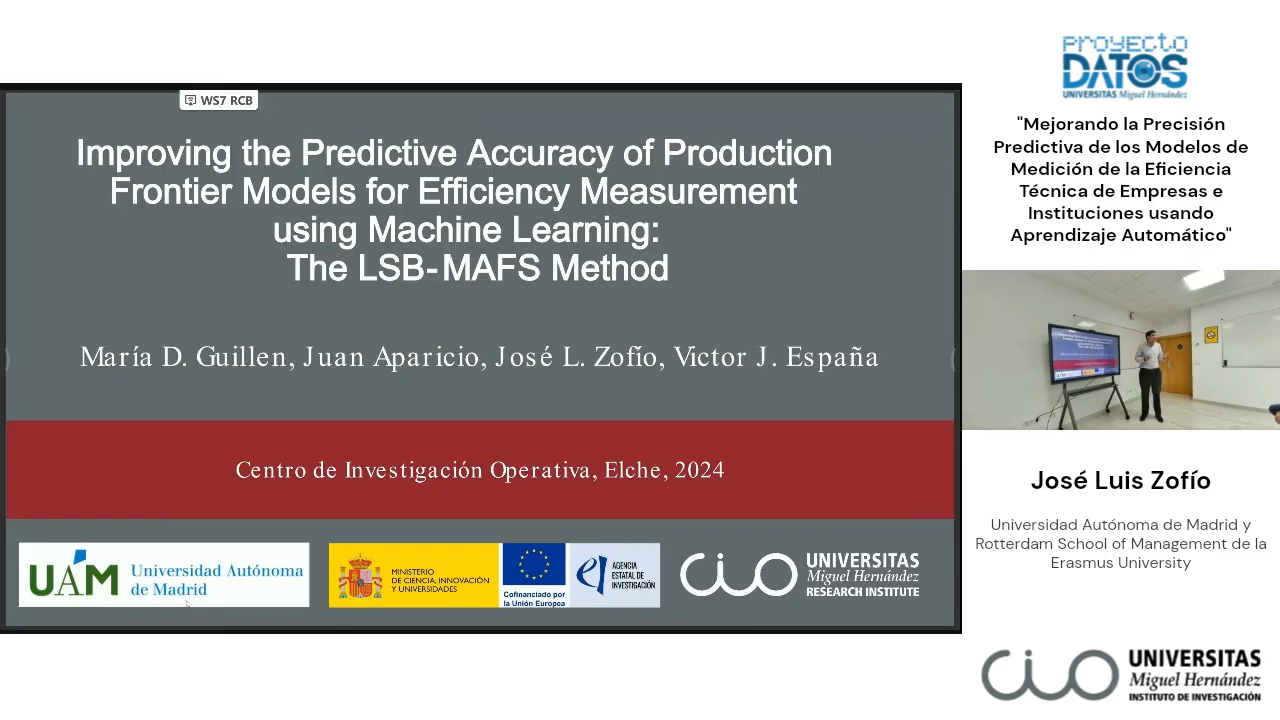 WS7 RCB
Improving the Predictive Accuracy of Production
Frontier Models for Efficiency Measurement
using Machine Learning:
The LSB-MAFS Method
María D. Guillen, Juan Aparicio, José L. Zofío, Victor J. España
Centro de Investigación Operativa, Elche, 2024
UAM Universidad Autónoma
de Madrid
MINISTERIO
DE CIENCIA, INNOVACIÓN
Y UNIVERSIDADES
Cofinanciado por
la Unión Europea
AGENCIA
ESTATAL DE
INVESTIGACIÓN
CIO
UNIVERSITAS
Miguel Hernández
RESEARCH INSTITUTE
PROYECTO
DATOS
UNIVERSITAS Miguel Hernández
"Mejorando la Precisión
Predictiva de los Modelos de
Medición de la Eficiencia
Técnica de Empresas e
Instituciones usando
Aprendizaje Automático"
José Luis Zofío
Universidad Autónoma de Madrid y
Rotterdam School of Management de la
Erasmus University
CIO
UNIVERSITAS
Miguel Hernández
INSTITUTO DE INVESTIGACIÓN